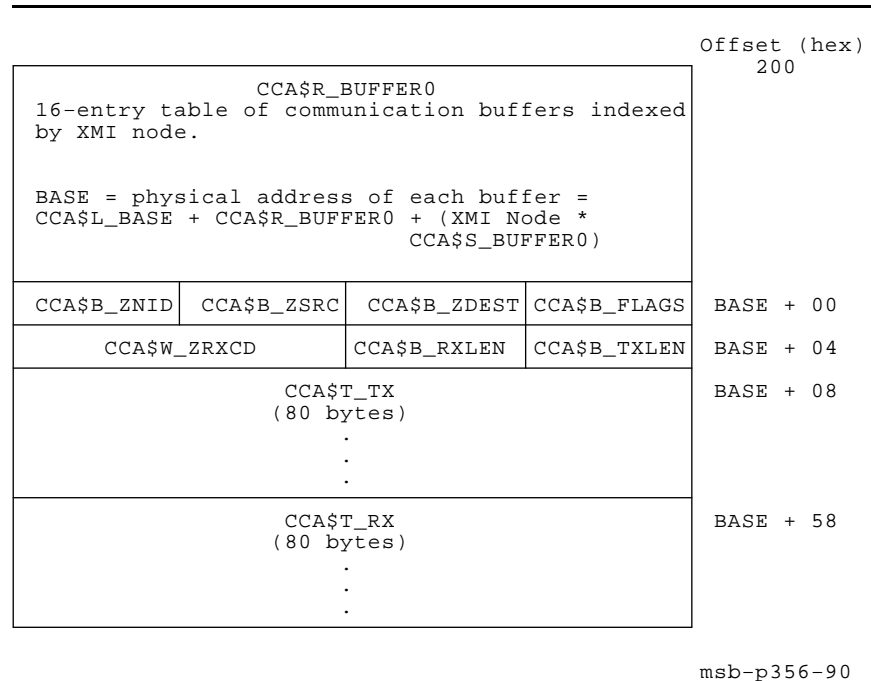 Offset (hex)
200
CCA$R_BUFFER0
16-entry table of communication buffers indexed
by XMI node.
BASE = physical address of each buffer =
CCA$L_BASE + CCA$R_BUFFER0 + (XMI Node *
CCA$S_BUFFER0)
CCA$B_ZNID CCA$B_ZSRC CCA$B_ZDEST CCA$B_FLAGS BASE + 00
CCA$W_ZRXCD CCA$B_RXLEN CCA$B_TXLEN BASE + 04
CCA$T_TX BASE + 08
(80 bytes)
.
.
.
CCA$T_RX BASE + 58
(80 bytes)
.
.
.
msb-p356-90